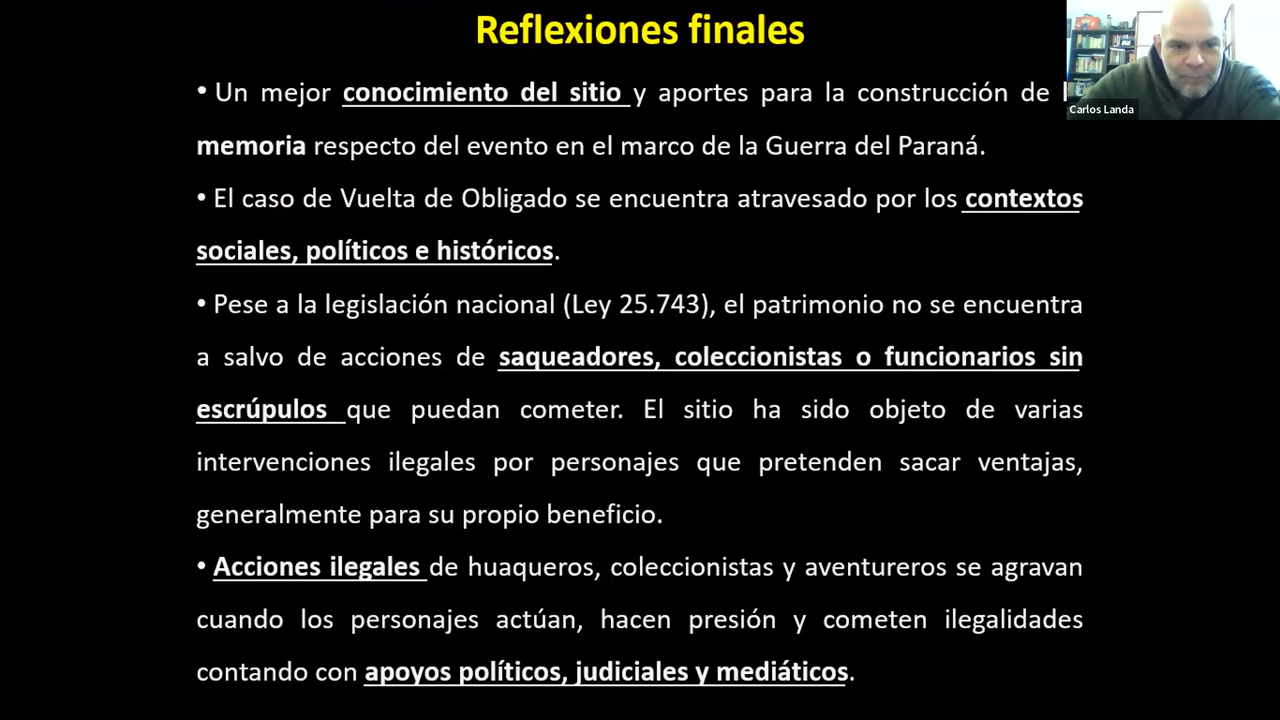 Reflexiones finales
• Un mejor conocimiento del sitio y aportes para la construcción de
Carlos Landa
memoria respecto del evento en el marco de la Guerra del Paraná.
• El caso de Vuelta de Obligado se encuentra atravesado por los contextos
sociales, políticos e históricos.
• Pese a la legislación nacional (Ley 25.743), el patrimonio no se encuentra
a salvo de acciones de saqueadores, coleccionistas o funcionarios sin
escrúpulos que puedan cometer. El sitio ha sido objeto de varias
intervenciones ilegales por personajes que pretenden sacar ventajas,
generalmente para su propio beneficio.
• Acciones ilegales de huaqueros, coleccionistas y aventureros se agravan
cuando los personajes actúan, hacen presión y cometen ilegalidades
contando con apoyos políticos, judiciales y mediáticos.